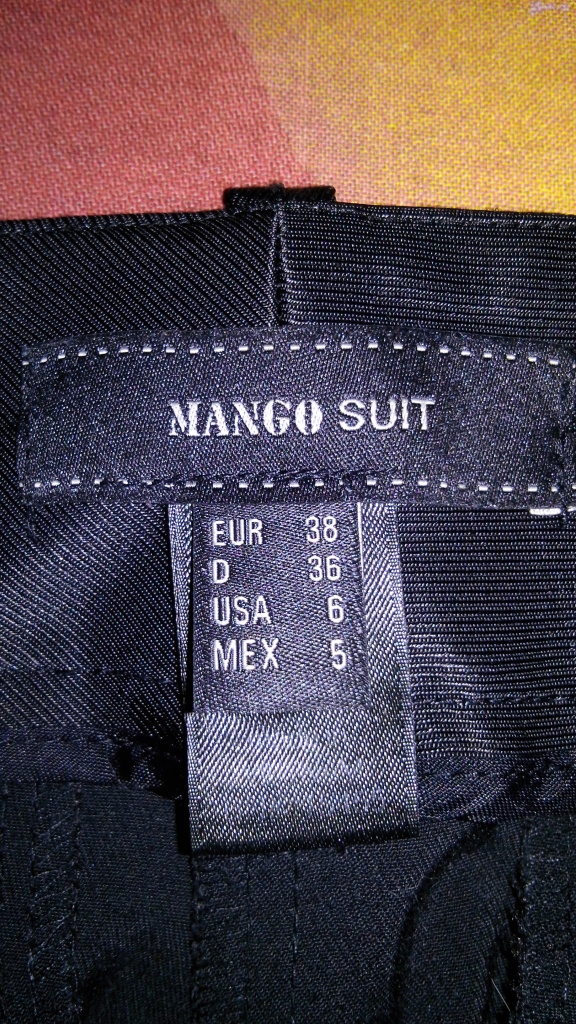 MANGO SUIT
EUR 38
D 36
USA 6
MEX 5